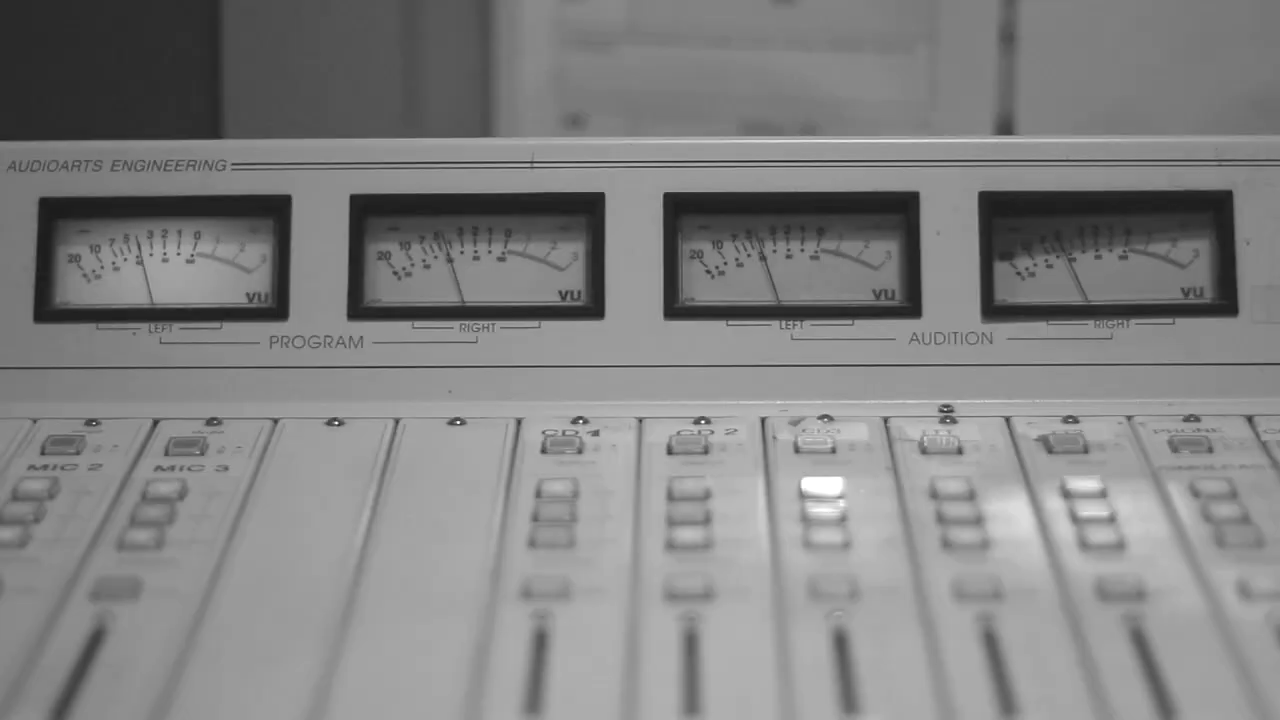 AUDIOARTS ENGINEERING
20 10 7 5 3 2 1 0 1 2 3
VU
20 10 7 5 3 2 1 0 2 3
VU
20 10 7 5 3 2 1 0 2 3
VU
VU
LEFT
RIGHT
LEFT
RIGHT
PROGRAM
AUDITION
CD 1
CD 2
CD3
PHONE
MIC 2
MIC 3